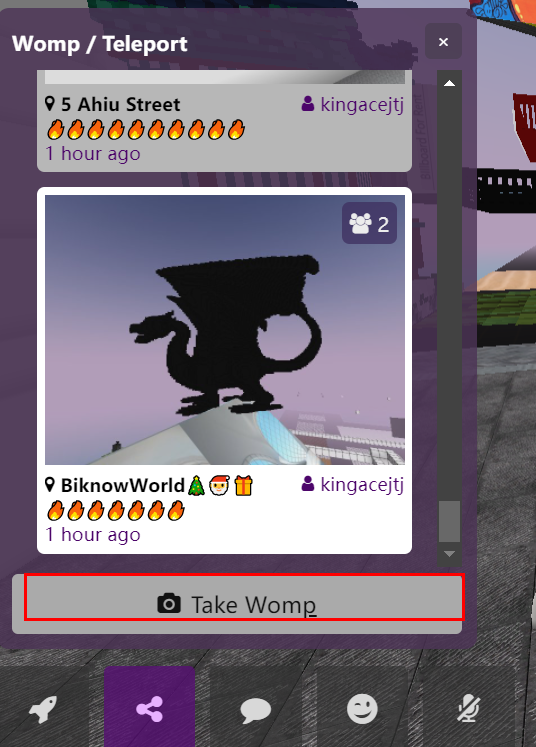 Womp / Teleport
×
5 Ahiu Street
kingacejtj
🔥🔥🔥🔥🔥🔥🔥🔥🔥🔥
1 hour ago
2
BiknowWorld🎄🎅🎁
kingacejtj
🔥🔥🔥🔥🔥🔥🔥
1 hour ago
Take Womp